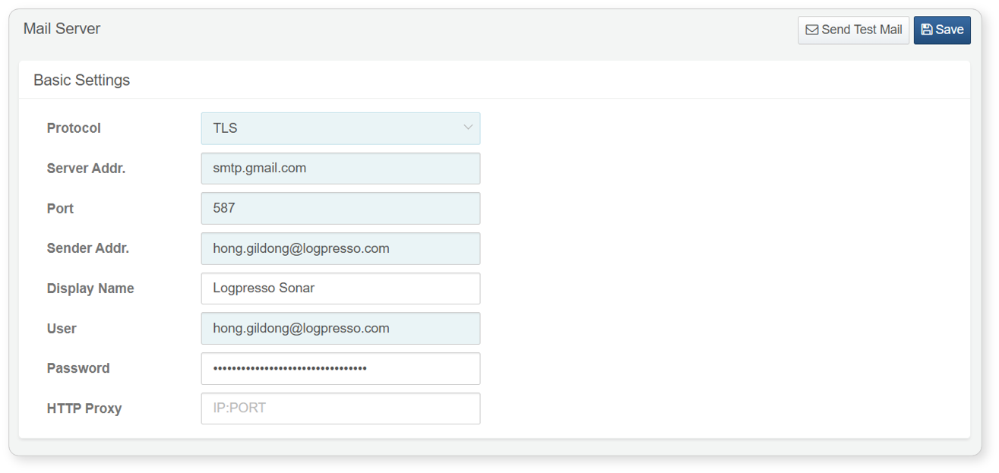 Mail Server
Send Test Mail Save
Basic Settings
Protocol TLS
Server Addr. smtp.gmail.com
Port 587
Sender Addr. hong.gildong@logpresso.com
Display Name Logpresso Sonar
User hong.gildong@logpresso.com
Password •••••••••••••••••••••••••••••••••
HTTP Proxy IP:PORT